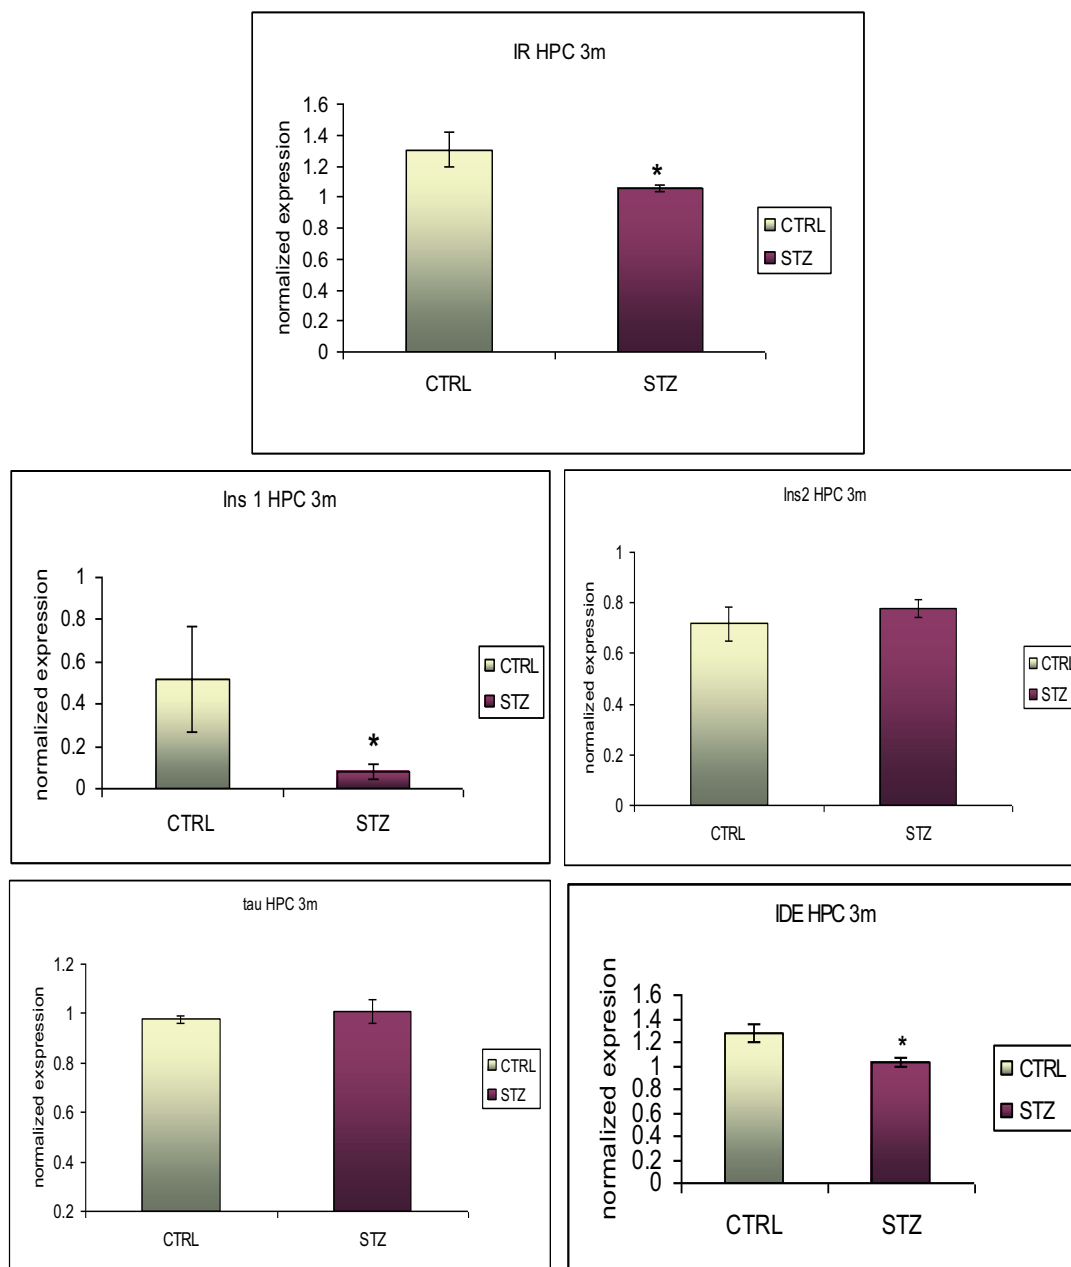 IR HPC 3m
normalized expression
1.6
1.4
1.2
1
0.8
0.6
0.4
0.2
0
*
CTRL
STZ
CTRL
STZ
Ins 1 HPC 3m
normalized expression
1
0.8
0.6
0.4
0.2
0
*
CTRL
STZ
CTRL
STZ
Ins2 HPC 3m
normalized expression
1
0.8
0.6
0.4
0.2
0
CTRL
STZ
CTRL
STZ
tau HPC 3m
normalized exspression
1.2
1
0.8
0.6
0.4
0.2
CTRL
STZ
CTRL
STZ
IDE HPC 3m
normalized expresion
1.6
1.4
1.2
1
0.8
0.6
0.4
0.2
0
*
CTRL
STZ
CTRL
STZ